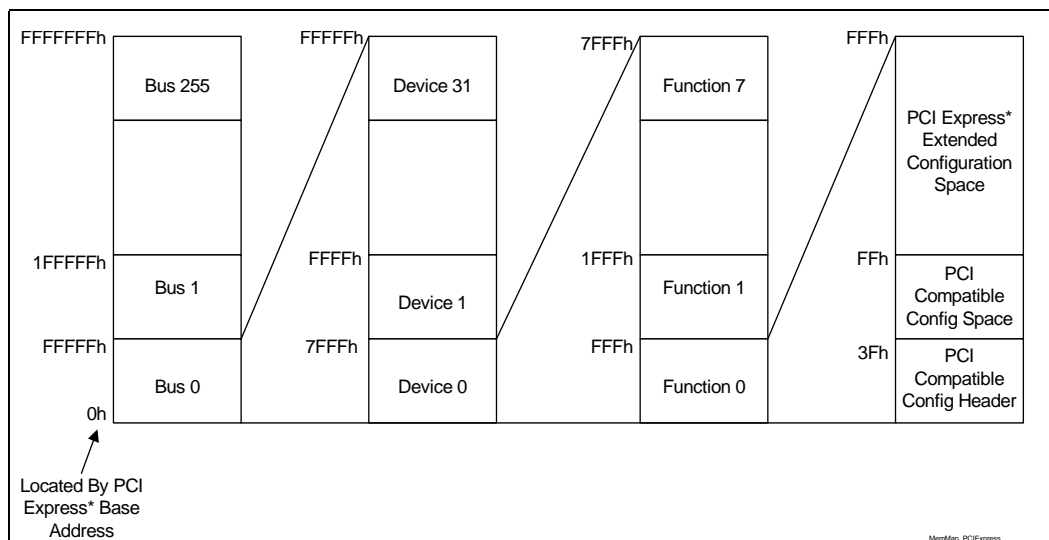 FFFFFFFh
FFFFFh
7FFFh
FFFh
Bus 255
Device 31
Function 7
PCI Express*
Extended
Configuration
Space
1FFFFFh
FFFFh
1FFFh
FFh
Bus 1
Device 1
Function 1
PCI
Compatible
Config Space
FFFFFh
7FFFh
FFFh
3Fh
Bus 0
Device 0
Function 0
PCI
Compatible
Config Header
0h
Located By PCI
Express* Base
Address
MemMap_PCIExpress